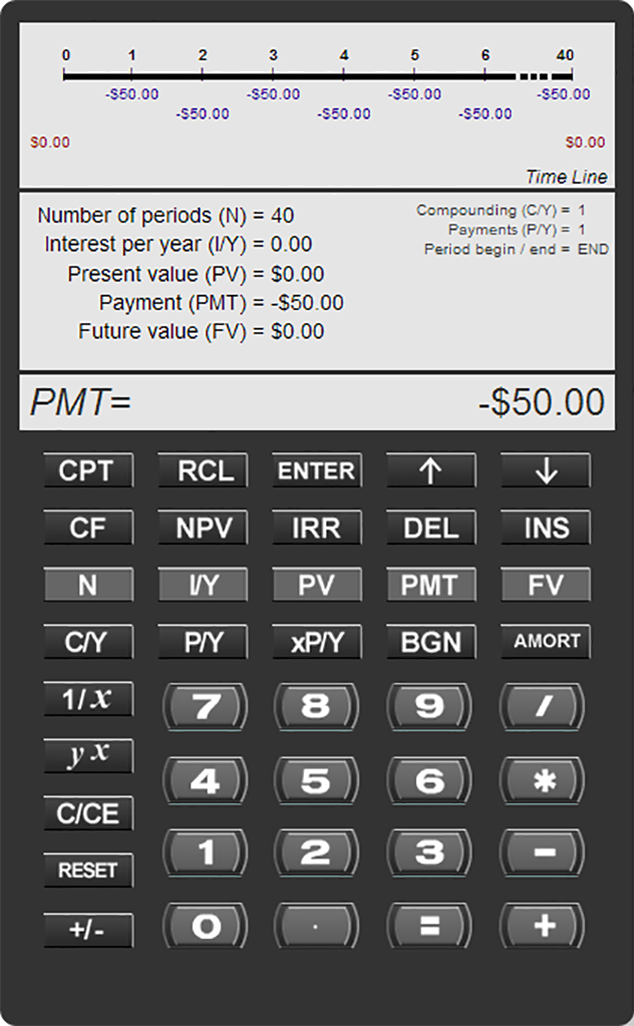 0 1 2 3 4 5 6 40
-$50.00 -$50.00 -$50.00 -$50.00
-$50.00 -$50.00 -$50.00
$0.00 $0.00
Time Line
Number of periods (N) = 40
Interest per year (I/Y) = 0.00
Present value (PV) = $0.00
Payment (PMT) = -$50.00
Future value (FV) = $0.00
Compounding (C/Y) = 1
Payments (P/Y) = 1
Period begin / end = END
PMT= -$50.00
CPT RCL ENTER ↑ ↓
CF NPV IRR DEL INS
N I/Y PV PMT FV
C/Y P/Y xP/Y BGN AMORT
1/x 7 8 9 /
y x 4 5 6 *
C/CE
1 2 3 -
RESET
+/- 0 . = +